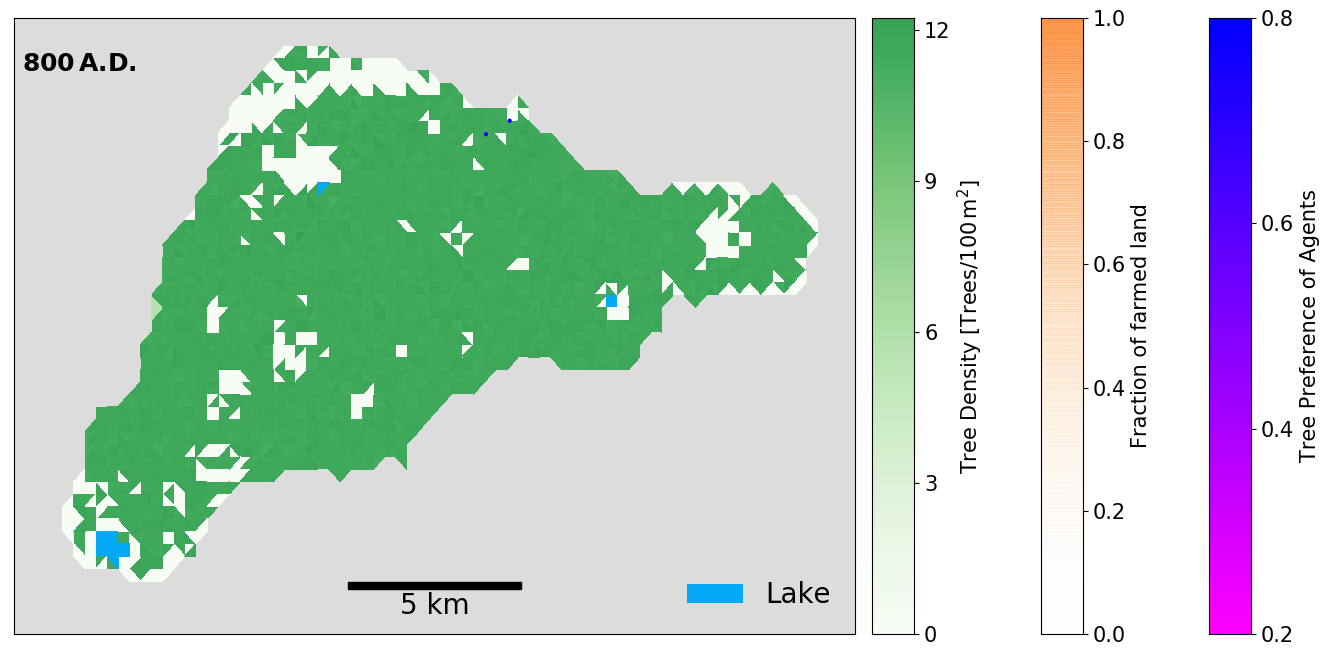 800 A.D.
5 km
Lake
12
9
6
3
0
Tree Density [Trees/100 m²]
1.0
0.8
0.6
0.4
0.2
0.0
Fraction of farmed land
0.8
0.6
0.4
0.2
Tree Preference of Agents